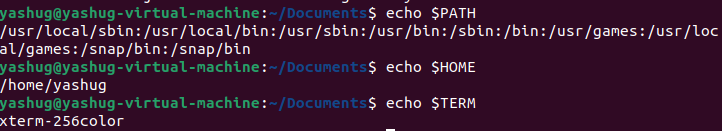 yashug@yashug-virtual-machine:~/Documents$ echo $PATH
/usr/local/sbin:/usr/local/bin:/usr/sbin:/usr/bin:/sbin:/bin:/usr/games:/usr/loc
al/games:/snap/bin:/snap/bin
yashug@yashug-virtual-machine:~/Documents$ echo $HOME
/home/yashug
yashug@yashug-virtual-machine:~/Documents$ echo $TERM
xterm-256color